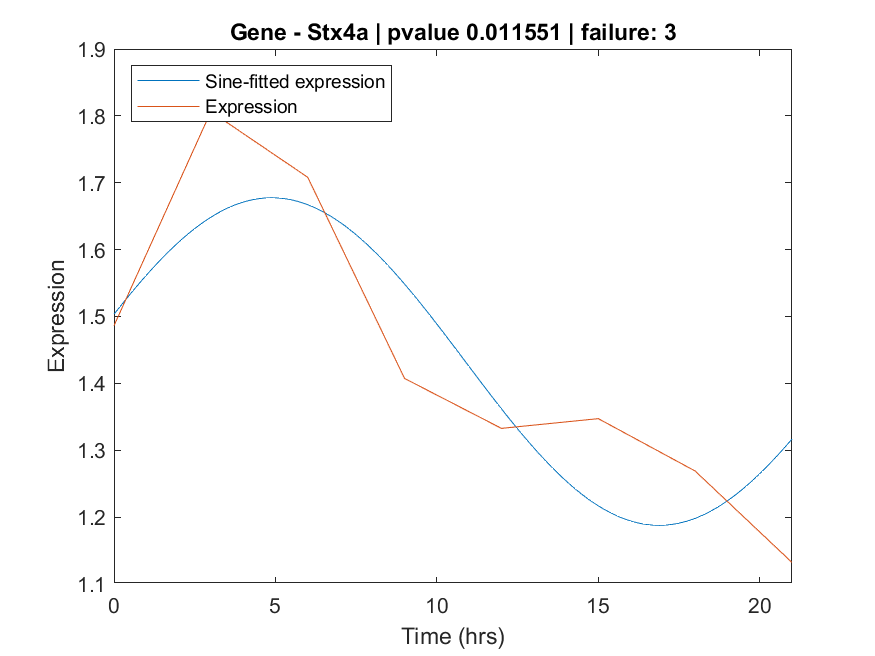 Gene - Stx4a | pvalue 0.011551 | failure: 3
1.9
Sine-fitted expression
Expression
1.8
1.7
1.6
1.5
1.4
1.3
1.2
1.1
Expression
0 5 10 15 20
Time (hrs)